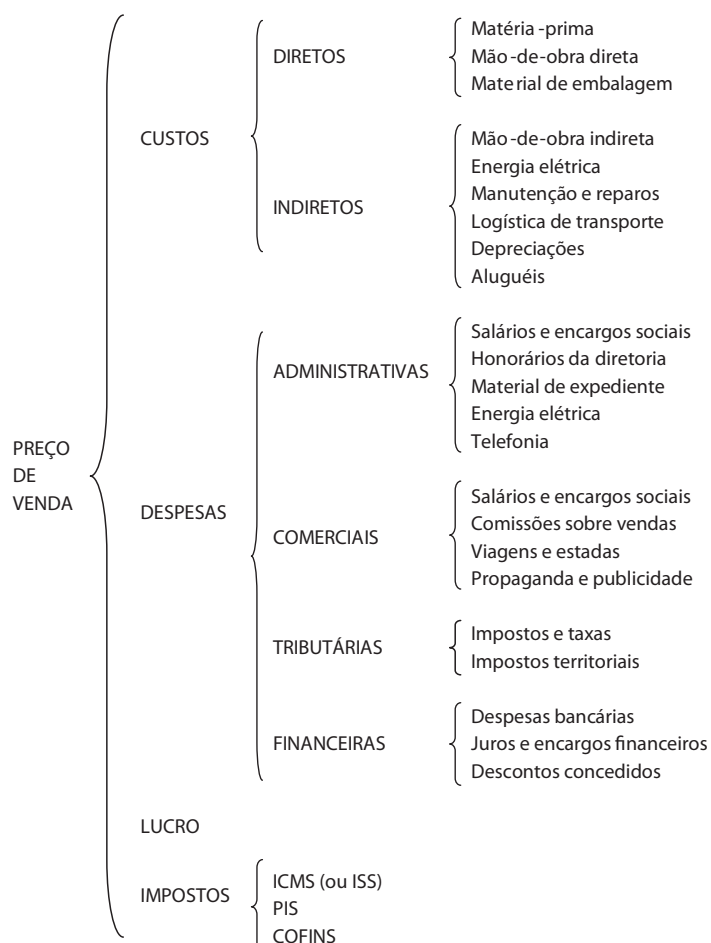 PREÇO
DE
VENDA
CUSTOS
DIRETOS
Matéria-prima
Mão-de-obra direta
Material de embalagem
INDIRETOS
Mão-de-obra indireta
Energia elétrica
Manutenção e reparos
Logística de transporte
Depreciações
Aluguéis
DESPESAS
ADMINISTRATIVAS
Salários e encargos sociais
Honorários da diretoria
Material de expediente
Energia elétrica
Telefonia
COMERCIAIS
Salários e encargos sociais
Comissões sobre vendas
Viagens e estadas
Propaganda e publicidade
TRIBUTÁRIAS
Impostos e taxas
Impostos territoriais
FINANCEIRAS
Despesas bancárias
Juros e encargos financeiros
Descontos concedidos
LUCRO
IMPOSTOS
ICMS (ou ISS)
PIS
COFINS